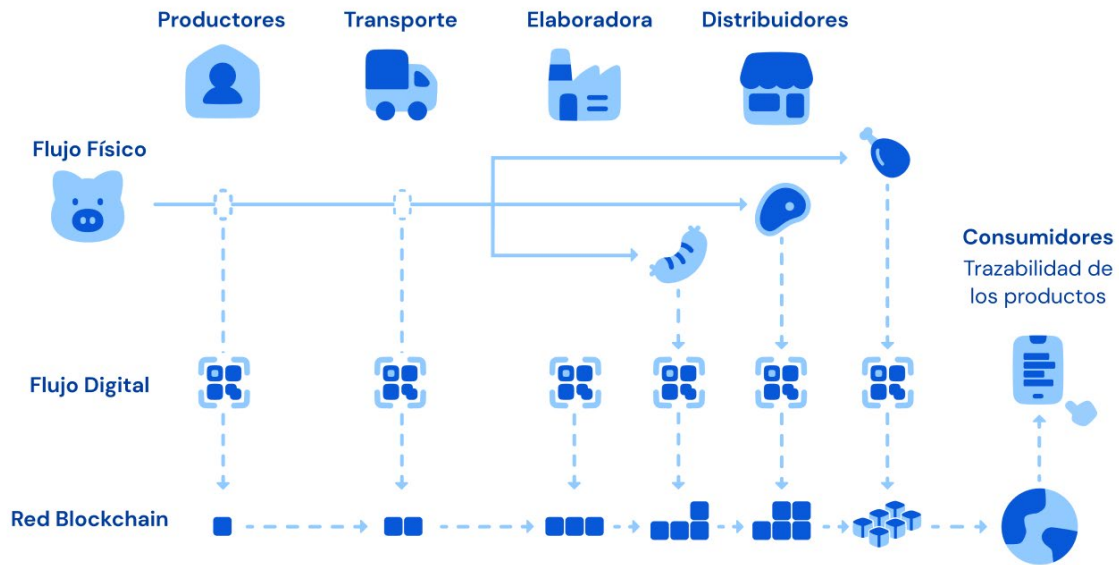 Productores
Transporte
Elaboradora
Distribuidores
Flujo Físico
Consumidores
Trazabilidad de
los productos
Flujo Digital
Red Blockchain